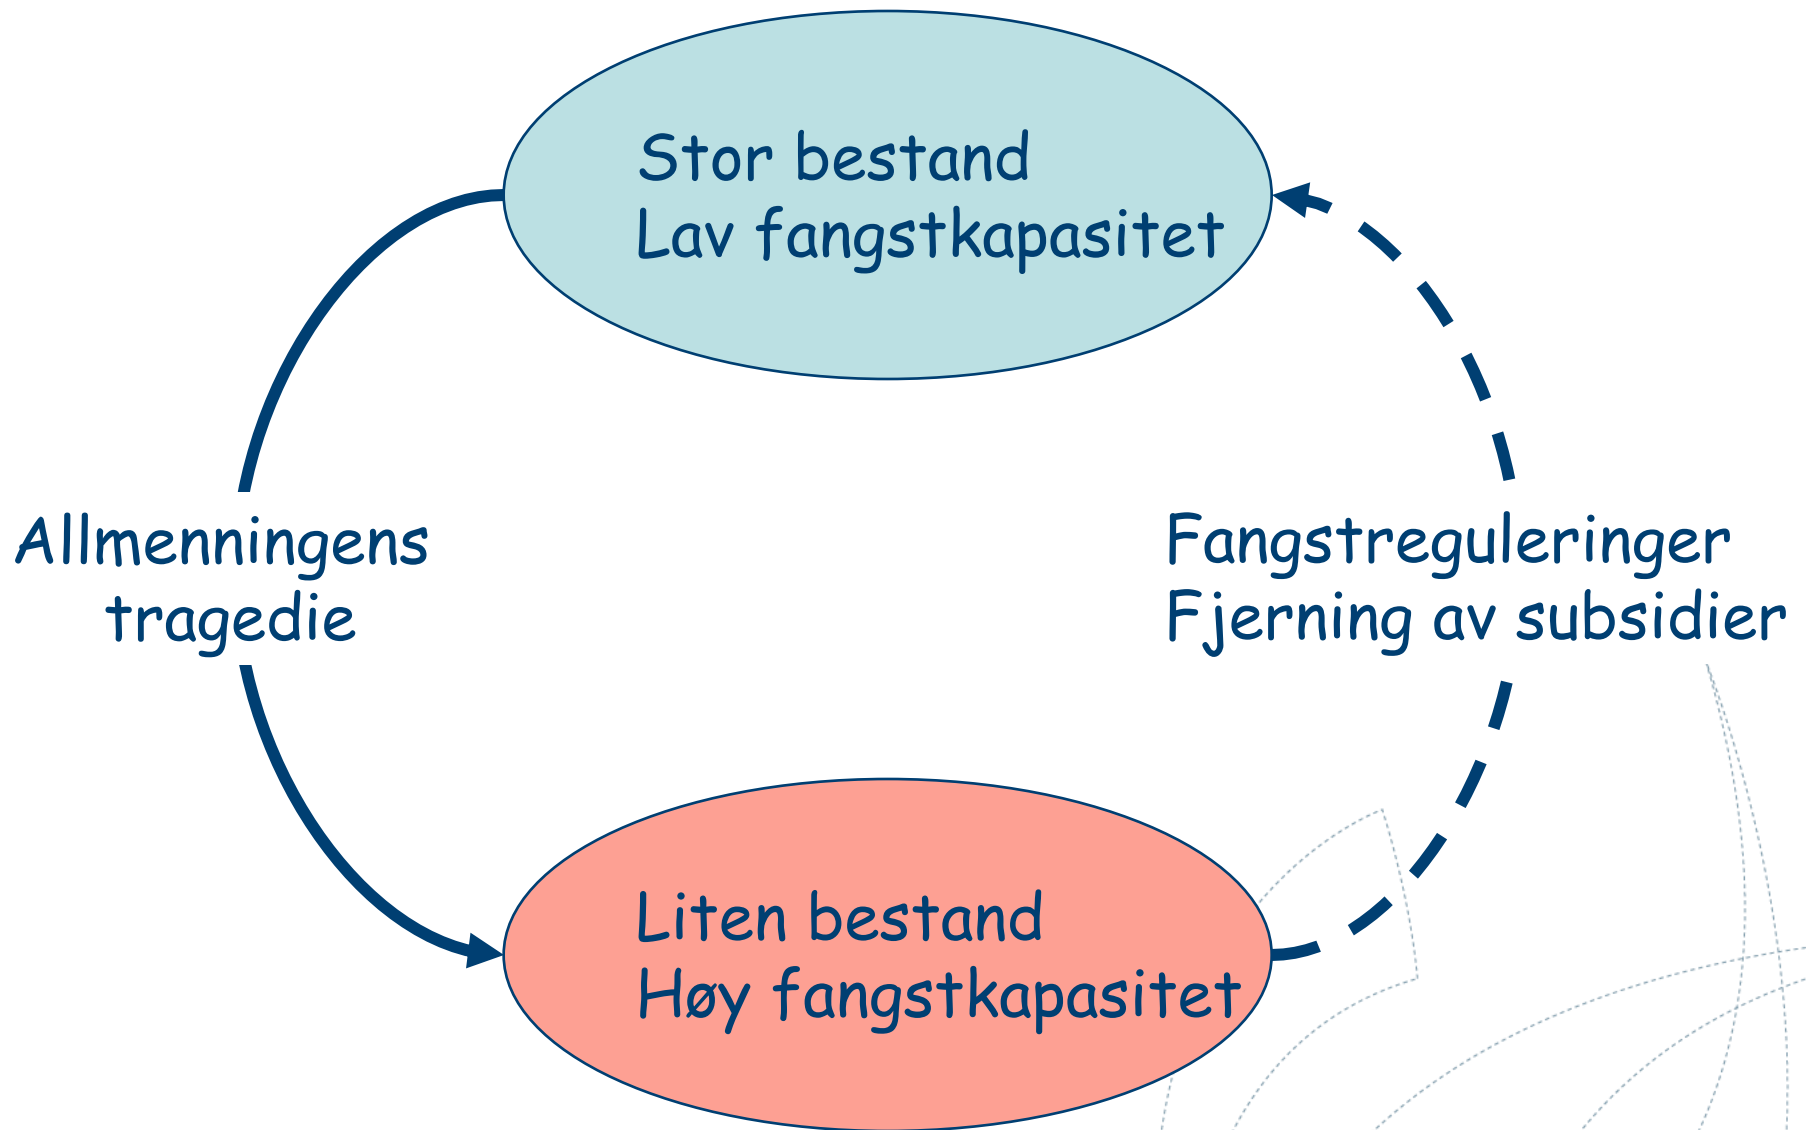 Stor bestand
Lav fangstkapasitet
Allmenningens
tragedie
Fangstreguleringer
Fjerning av subsidier
Liten bestand
Høy fangstkapasitet